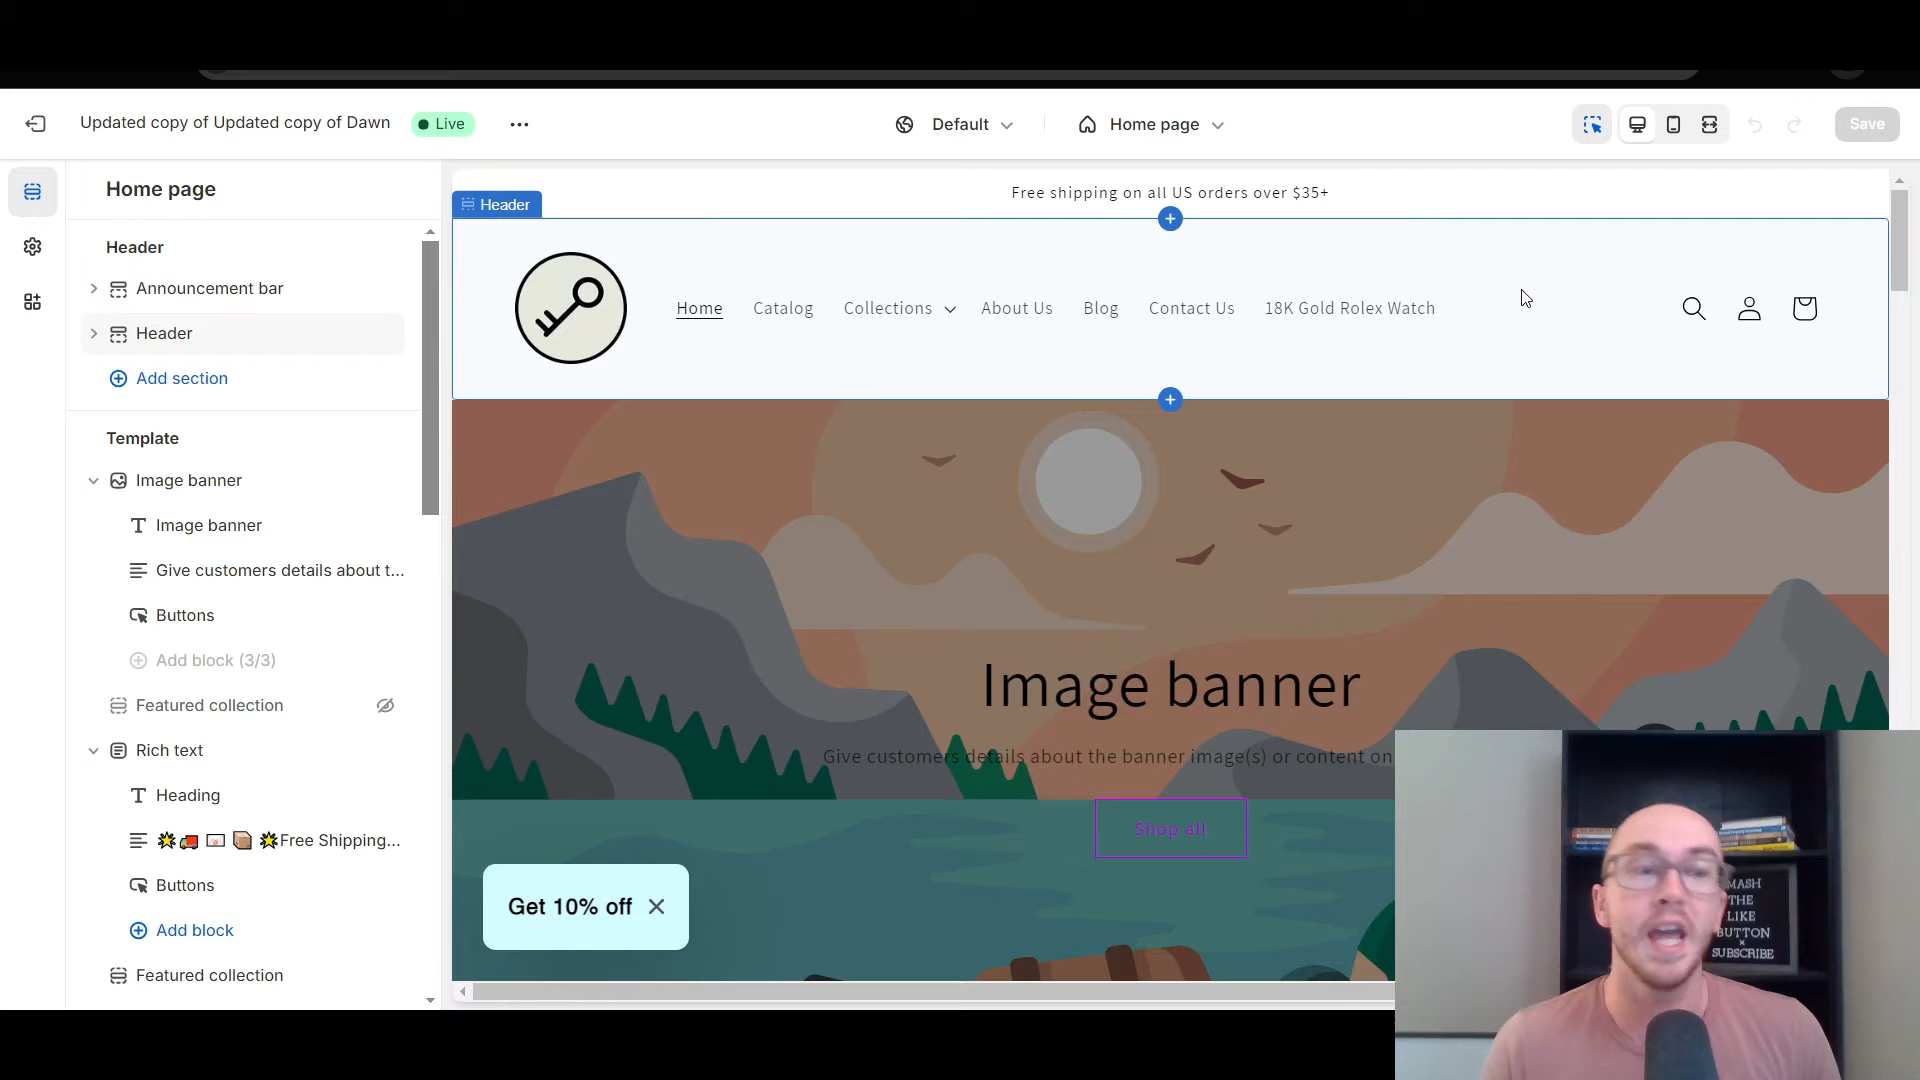 Updated copy of Updated copy of Dawn
Live
Default
Home page
Save
Home page
Header
Announcement bar
Header
Add section
Template
Image banner
Image banner
Give customers details about t...
Buttons
Add block (3/3)
Featured collection
Rich text
Heading
Free Shipping...
Buttons
Add block
Featured collection
Free shipping on all US orders over $35+
Header
Home Catalog Collections About Us Blog Contact Us 18K Gold Rolex Watch
Image banner
Give customers details about the banner image(s) or content on
Shop all
Get 10% off
SMASH
THE
LIKE
BUTTON
×
SUBSCRIBE